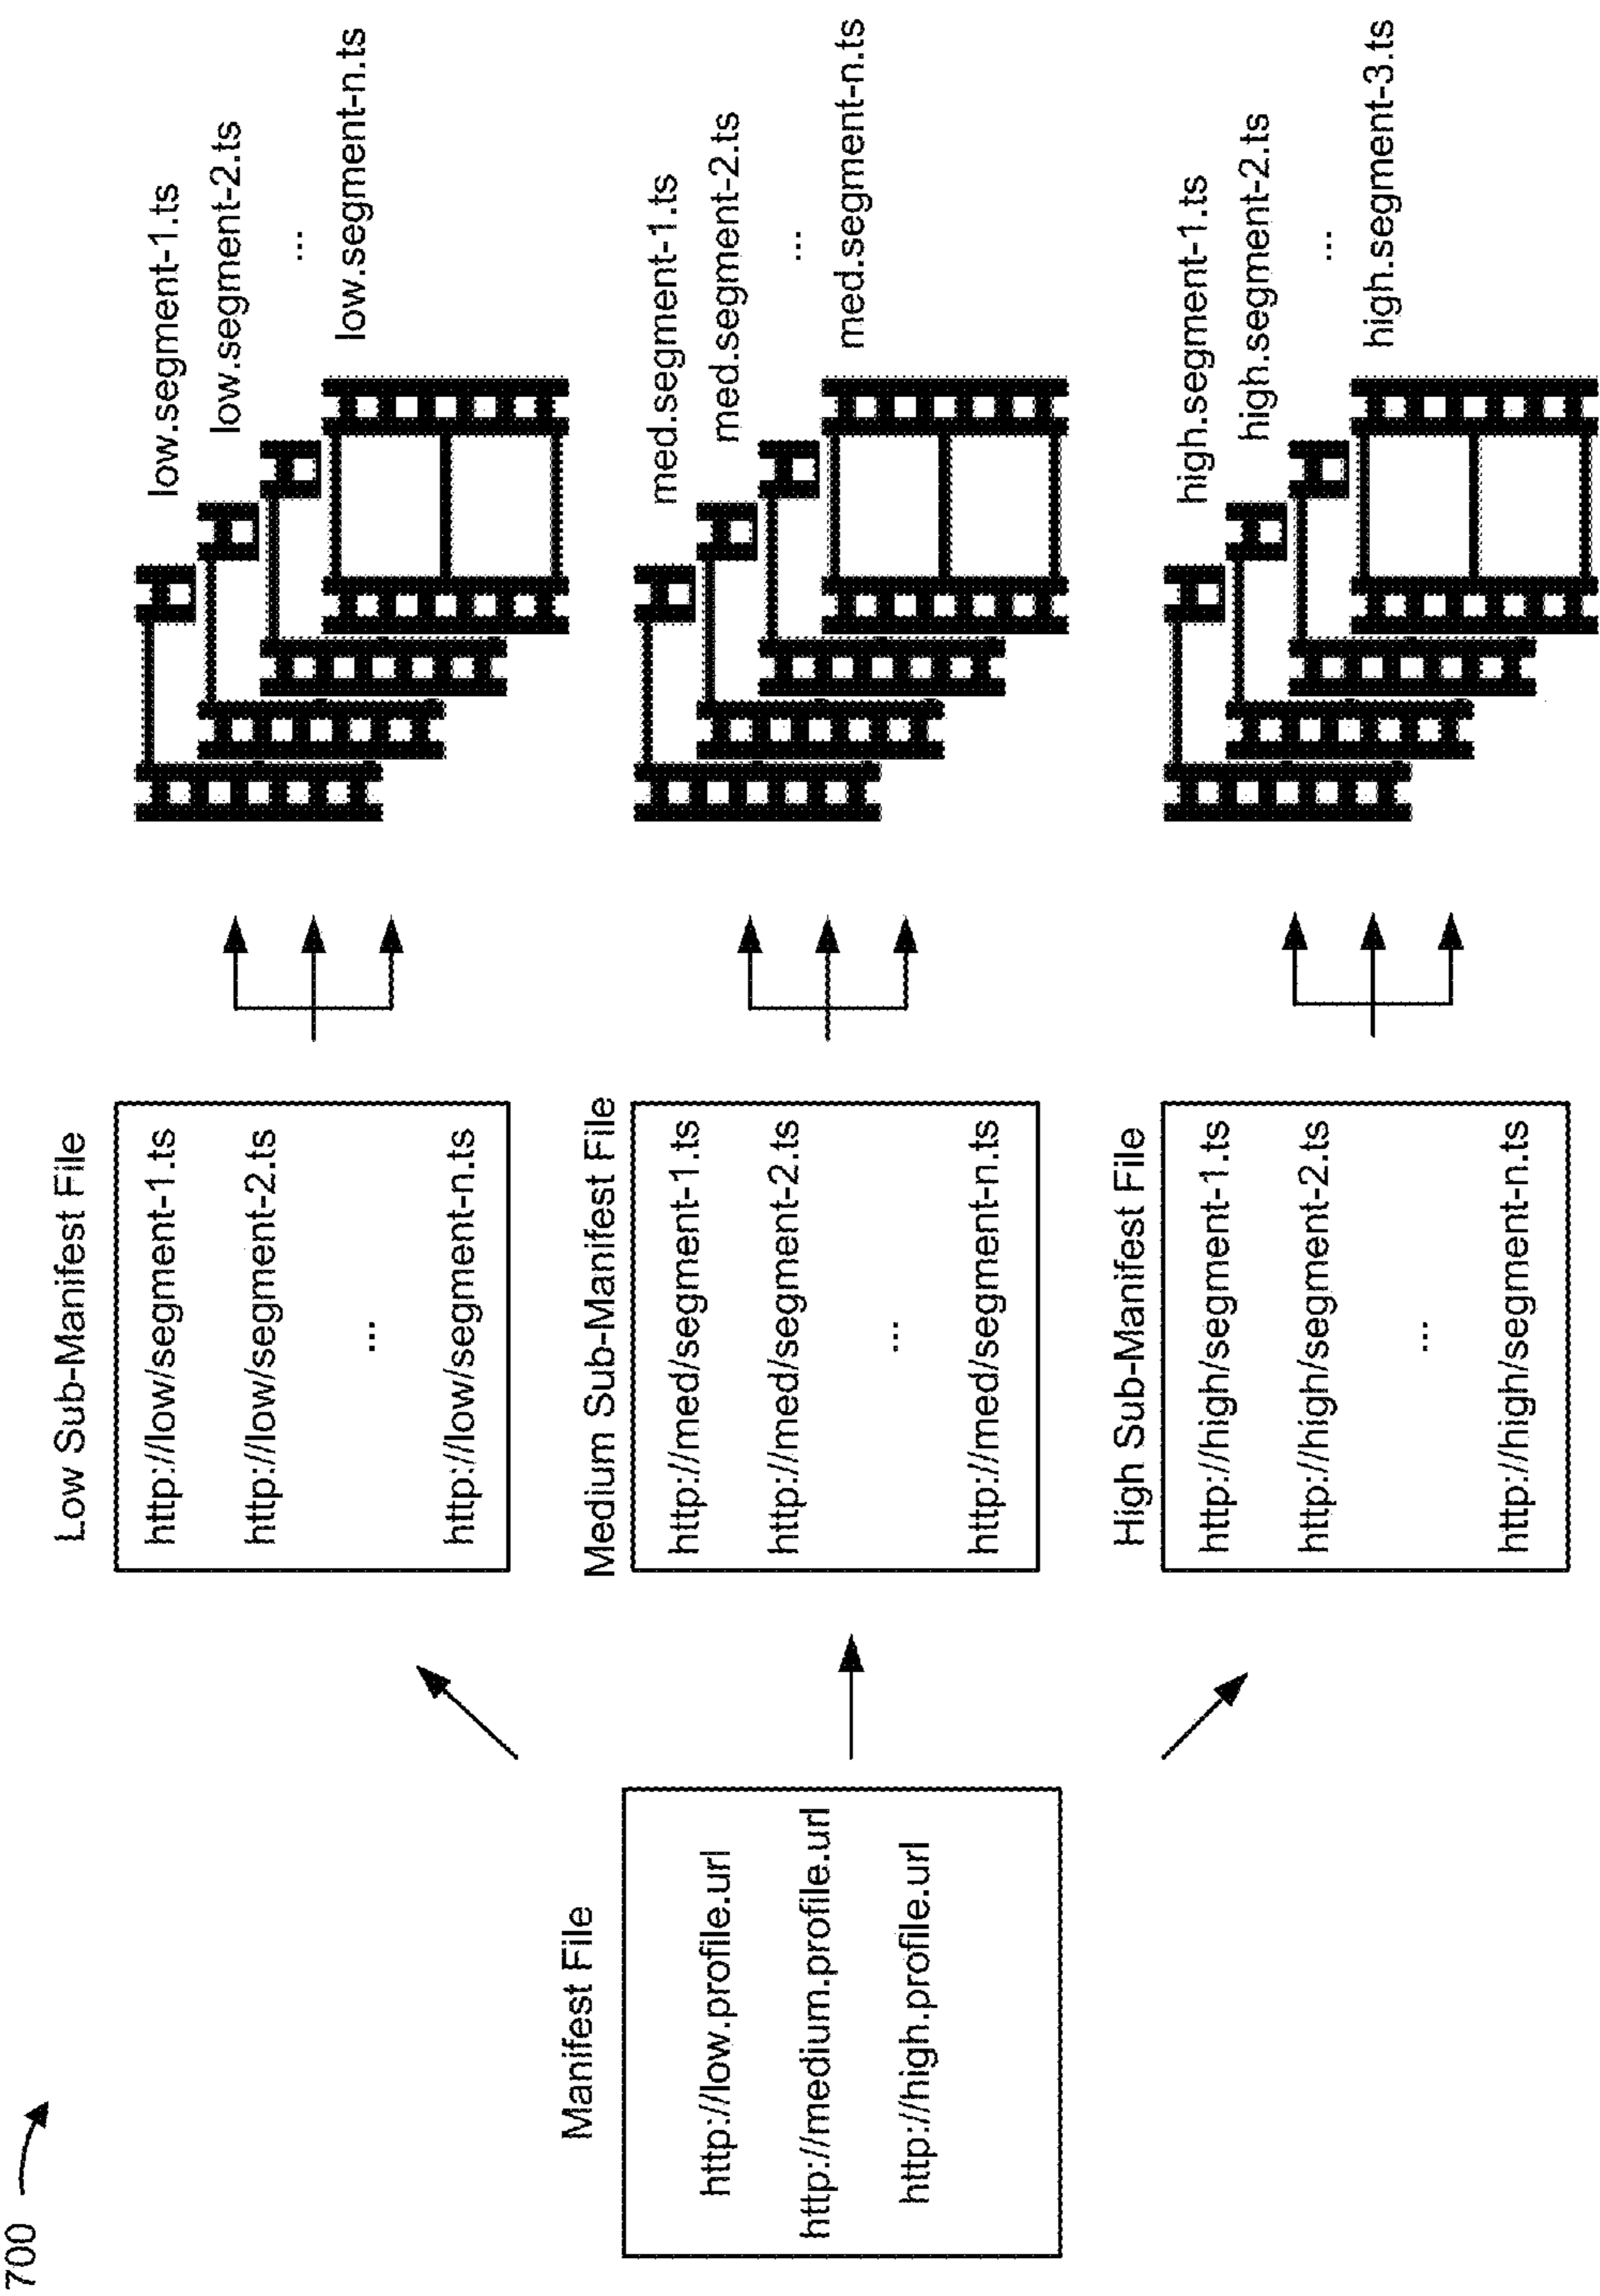 700
Manifest File
http://low.profile.url
http://medium.profile.url
http://high.profile.url
Low Sub-Manifest File
http://low/segment-1.ts
http://low/segment-2.ts
...
http://low/segment-n.ts
low.segment-1.ts
low.segment-2.ts
...
low.segment-n.ts
Medium Sub-Manifest File
http://med/segment-1.ts
http://med/segment-2.ts
...
http://med/segment-n.ts
med.segment-1.ts
med.segment-2.ts
...
med.segment-n.ts
High Sub-Manifest File
http://high/segment-1.ts
http://high/segment-2.ts
...
http://high/segment-n.ts
high.segment-1.ts
high.segment-2.ts
...
high.segment-3.ts